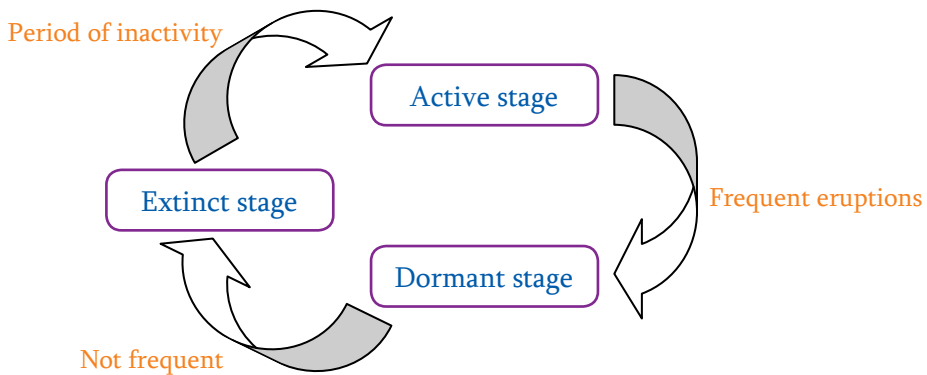 Period of inactivity
Active stage
Extinct stage
Frequent eruptions
Dormant stage
Not frequent